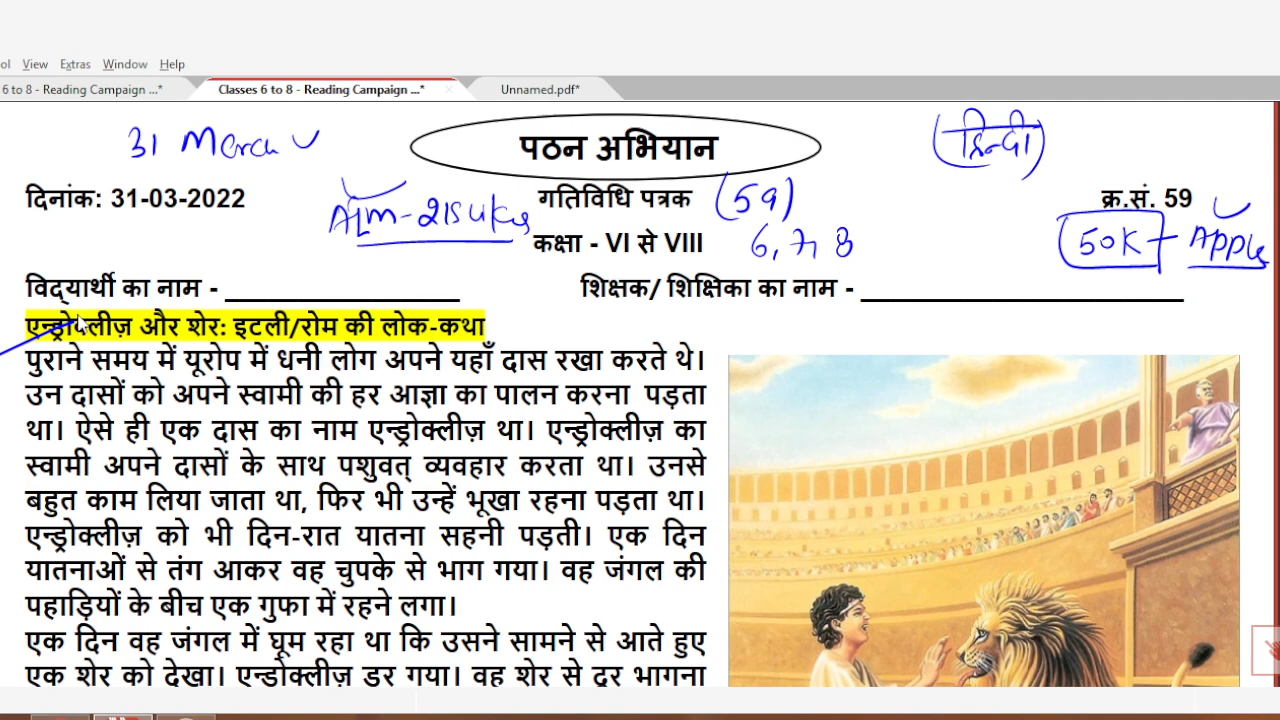 ol View Extras Window Help
6 to 8 - Reading Campaign ...* Classes 6 to 8 - Reading Campaign ...* Unnamed.pdf*
31 March पठन अभियान (हिन्दी)
दिनांक: 31-03-2022 गतिविधि पत्रक (59) क्र.सं. 59
कक्षा - VI से VIII 6, 7, 8 50K - Apple
विद्यार्थी का नाम - शिक्षक/ शिक्षिका का नाम -
एन्ड्रोक्लीज़ और शेर: इटली/रोम की लोक-कथा
पुराने समय में यूरोप में धनी लोग अपने यहाँ दास रखा करते थे।
उन दासों को अपने स्वामी की हर आज्ञा का पालन करना पड़ता
था। ऐसे ही एक दास का नाम एन्ड्रोक्लीज़ था। एन्ड्रोक्लीज़ का
स्वामी अपने दासों के साथ पशुवत् व्यवहार करता था। उनसे
बहुत काम लिया जाता था, फिर भी उन्हें भूखा रहना पड़ता था।
एन्ड्रोक्लीज़ को भी दिन-रात यातना सहनी पड़ती। एक दिन
यातनाओं से तंग आकर वह चुपके से भाग गया। वह जंगल की
पहाड़ियों के बीच एक गुफा में रहने लगा।
एक दिन वह जंगल में घूम रहा था कि उसने सामने से आते हुए
एक शेर को देखा। एन्ड्रोक्लीज़ डर गया। वह शेर से दूर भागना